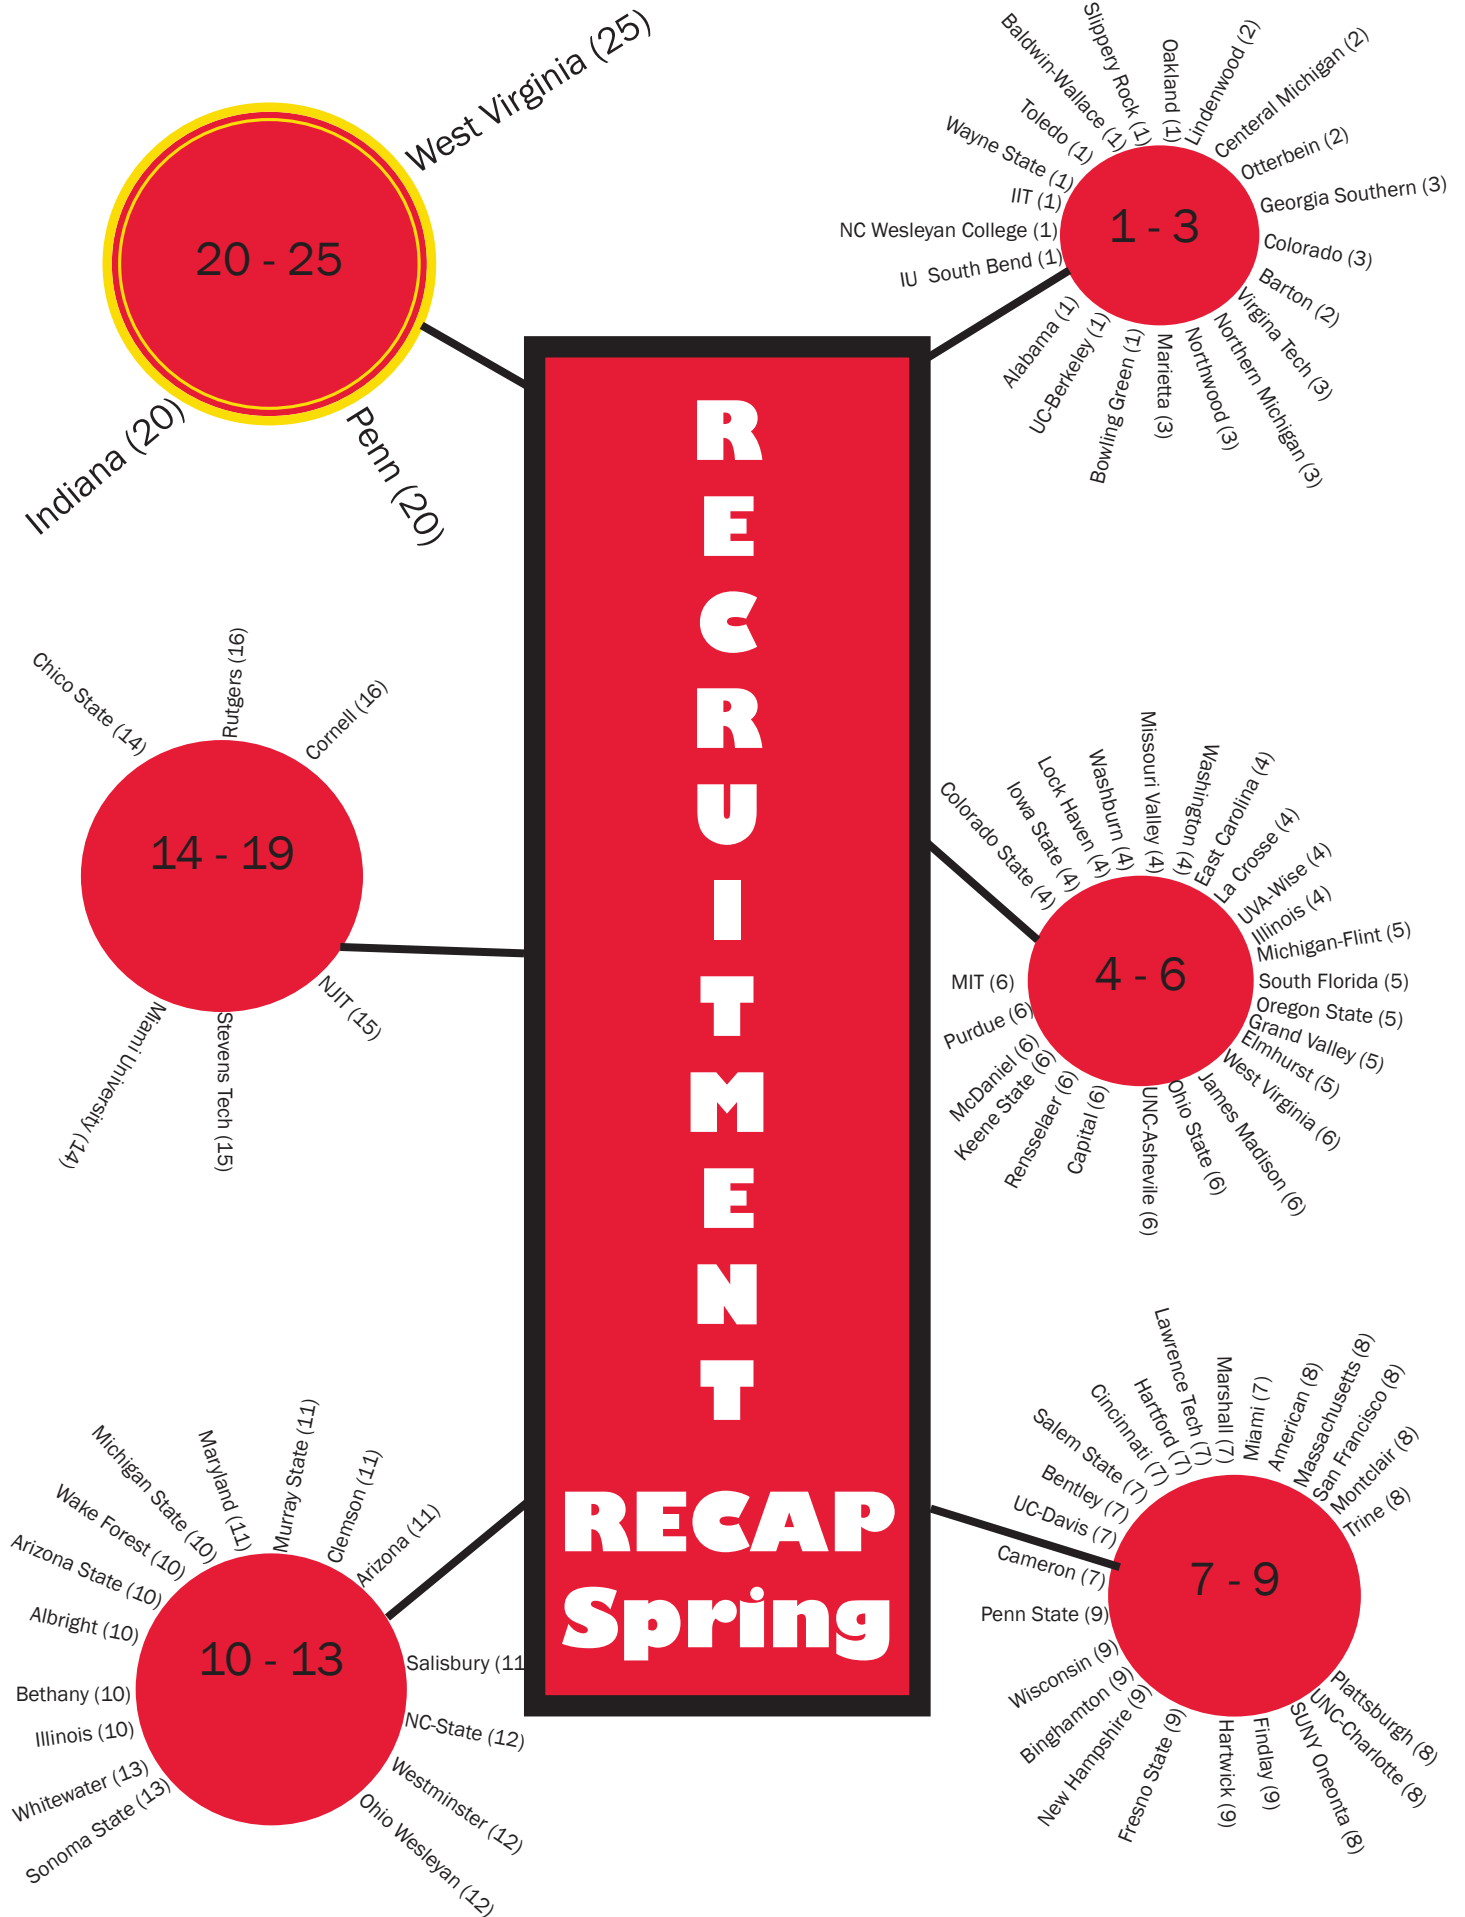 West Virginia (25)
20 - 25
Indiana (20)
Penn (20)
Chico State (14)
Rutgers (16)
Cornell (16)
14 - 19
NJIT (15)
Stevens Tech (15)
Miami University (14)
Arizona State (10)
Wake Forest (10)
Michigan State (10)
Maryland (11)
Murray State (11)
Clemson (11)
Arizona (11)
Albright (10)
10 - 13
Salisbury (11
Bethany (10)
Illinois (10)
NC-State (12)
Whitewater (13)
Sonoma State (13)
Westminster (12)
Ohio Wesleyan (12)
R
E
C
R
U
I
T
M
E
N
T
RECAP
Spring
IU South Bend (1)
NC Wesleyan College (1)
IIT (1)
Wayne State (1)
Toledo (1)
Baldwin-Wallace (1)
Slippery Rock (1)
Oakland (1)
Lindenwood (2)
Centeral Michigan (2)
Otterbein (2)
Georgia Southern (3)
1 - 3
Colorado (3)
Barton (2)
Virgina Tech (3)
Northern Michigan (3)
Northwood (3)
Marietta (3)
Bowling Green (1)
UC-Berkeley (1)
Alabama (1)
Colorado State (4)
Iowa State (4)
Lock Haven (4)
Washburn (4)
Missouri Valley (4)
Washington (4)
East Carolina (4)
La Crosse (4)
UVA-Wise (4)
Illinois (4)
Michigan-Flint (5)
4 - 6
South Florida (5)
Oregon State (5)
Grand Valley (5)
Elmhurst (5)
West Virginia (6)
James Madison (6)
Ohio State (6)
UNC-Ashevile (6)
Capital (6)
Rensselaer (6)
Keene State (6)
McDaniel (6)
Purdue (6)
MIT (6)
Cameron (7)
UC-Davis (7)
Bentley (7)
Salem State (7)
Cincinnati (7)
Hartford (7)
Lawrence Tech (7)
Marshall (7)
Miami (7)
American (8)
Massachusetts (8)
San Francisco (8)
Montclair (8)
Trine (8)
7 - 9
Plattsburgh (8)
UNC-Charlotte (8)
SUNY Oneonta (8)
Findlay (9)
Hartwick (9)
Fresno State (9)
New Hampshire (9)
Binghamton (9)
Wisconsin (9)
Penn State (9)